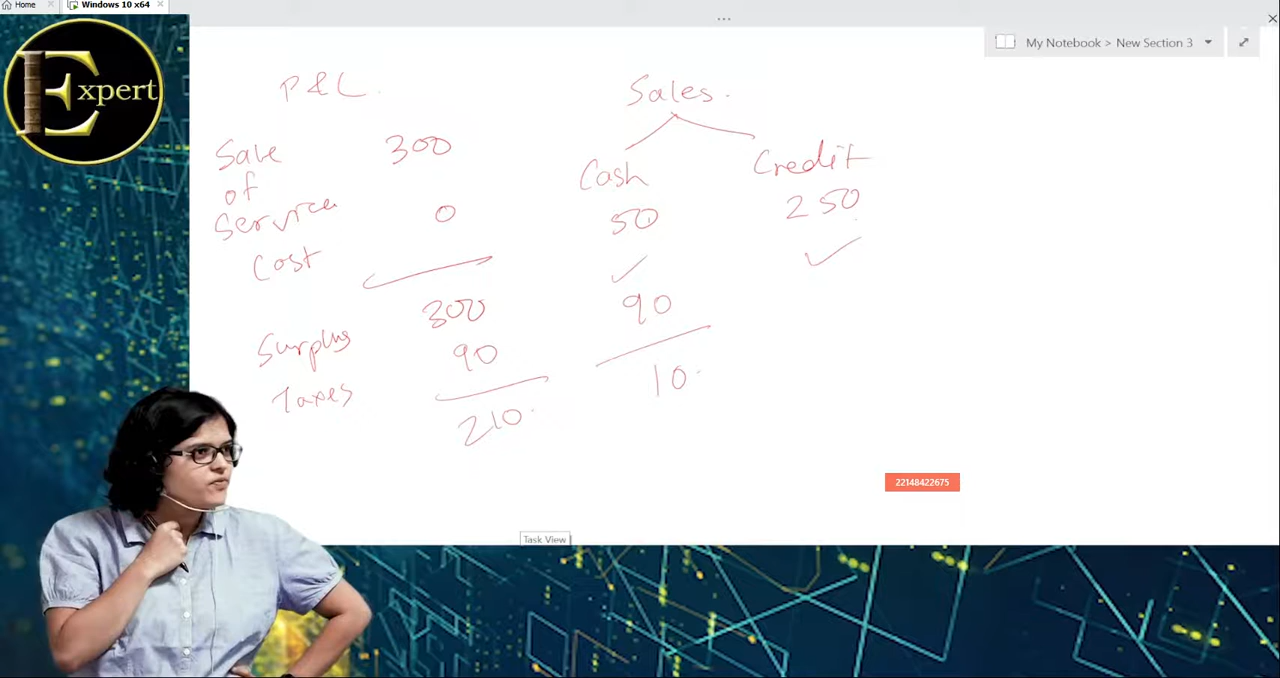 Home
Windows 10 x64
Expert
My Notebook > New Section 3
P&L
Sale of Service 300
Cost 0
300
Surplus 90
Taxes
210
Sales
Cash Credit
50 250
90
10
22148422675
Task View